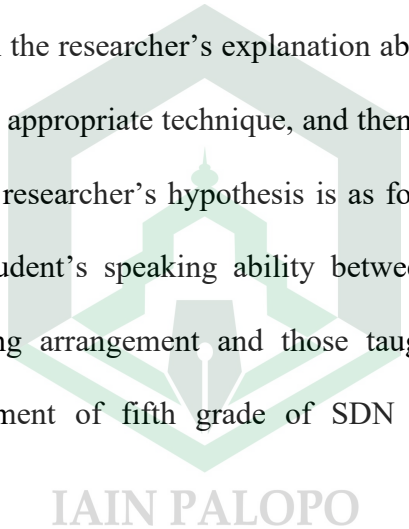 the researcher's explanation ab
appropriate technique, and then
researcher's hypothesis is as fo
udent's speaking ability betwee
ng arrangement and those taug
ment of fifth grade of SDN
IAIN PALOPO